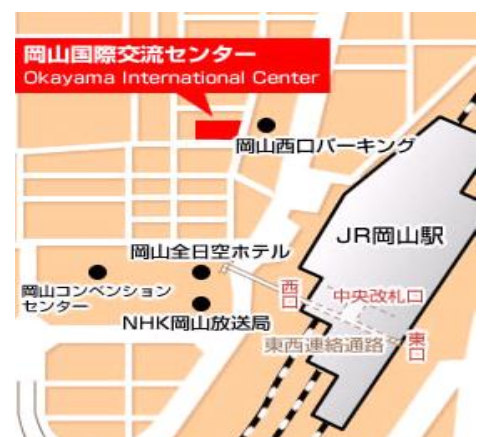 岡山国際交流センター
Okayama International Center
岡山西口パーキング
JR岡山駅
岡山全日空ホテル
岡山コンベンション
センター
西口
中央改札口
NHK岡山放送局
東西連絡通路
東口